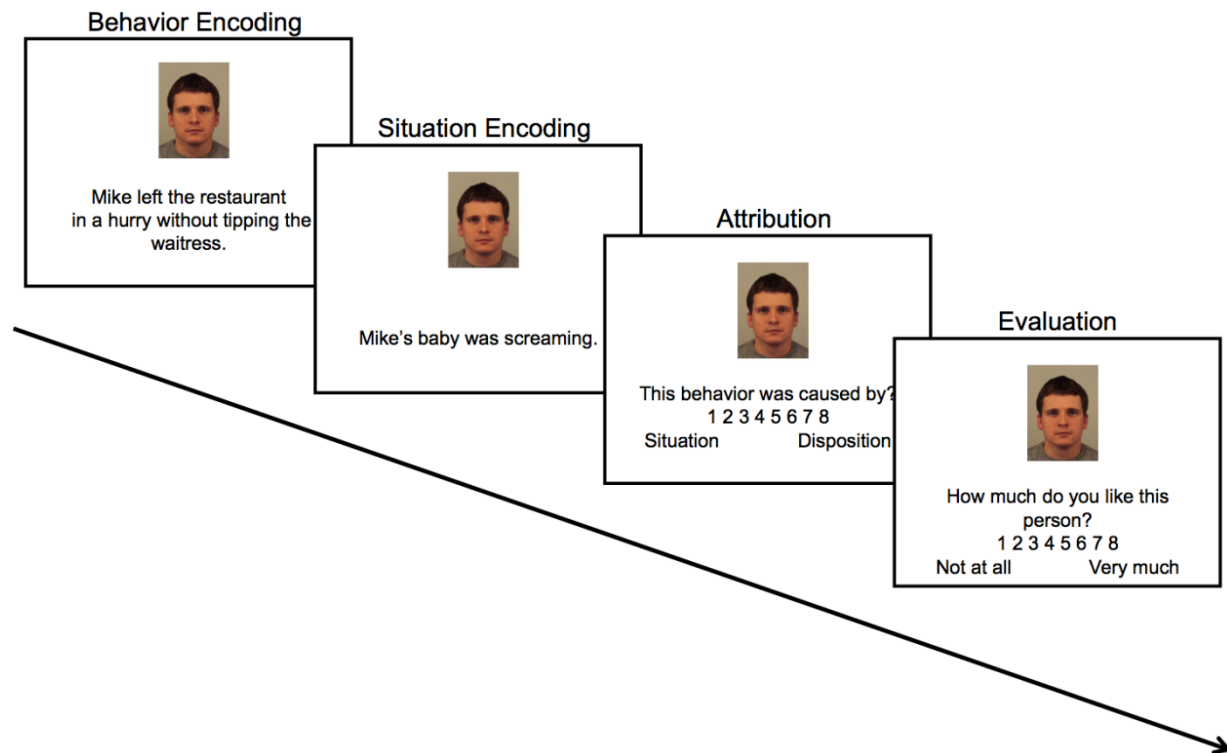 Behavior Encoding
Mike left the restaurant
in a hurry without tipping the
waitress.
Situation Encoding
Mike’s baby was screaming.
Attribution
This behavior was caused by?
1 2 3 4 5 6 7 8
Situation Disposition
Evaluation
How much do you like this
person?
1 2 3 4 5 6 7 8
Not at all Very much